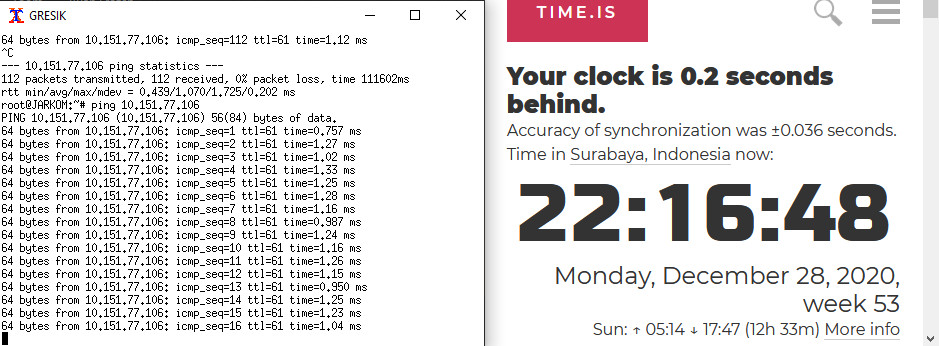 GRESIK
64 bytes from 10.151.77.106: icmp_seq=112 ttl=61 time=1.12 ms
^C
--- 10.151.77.106 ping statistics ---
112 packets transmitted, 112 received, 0% packet loss, time 111602ms
rtt min/avg/max/mdev = 0.439/1.070/1.725/0.202 ms
root@JARKOM:~# ping 10.151.77.106
PING 10.151.77.106 (10.151.77.106) 56(84) bytes of data.
64 bytes from 10.151.77.106: icmp_seq=1 ttl=61 time=0.757 ms
64 bytes from 10.151.77.106: icmp_seq=2 ttl=61 time=1.27 ms
64 bytes from 10.151.77.106: icmp_seq=3 ttl=61 time=1.02 ms
64 bytes from 10.151.77.106: icmp_seq=4 ttl=61 time=1.33 ms
64 bytes from 10.151.77.106: icmp_seq=5 ttl=61 time=1.25 ms
64 bytes from 10.151.77.106: icmp_seq=6 ttl=61 time=1.28 ms
64 bytes from 10.151.77.106: icmp_seq=7 ttl=61 time=1.16 ms
64 bytes from 10.151.77.106: icmp_seq=8 ttl=61 time=0.987 ms
64 bytes from 10.151.77.106: icmp_seq=9 ttl=61 time=1.24 ms
64 bytes from 10.151.77.106: icmp_seq=10 ttl=61 time=1.16 ms
64 bytes from 10.151.77.106: icmp_seq=11 ttl=61 time=1.26 ms
64 bytes from 10.151.77.106: icmp_seq=12 ttl=61 time=1.15 ms
64 bytes from 10.151.77.106: icmp_seq=13 ttl=61 time=0.950 ms
64 bytes from 10.151.77.106: icmp_seq=14 ttl=61 time=1.25 ms
64 bytes from 10.151.77.106: icmp_seq=15 ttl=61 time=1.23 ms
64 bytes from 10.151.77.106: icmp_seq=16 ttl=61 time=1.04 ms
TIME.IS
Your clock is 0.2 seconds
behind.
Accuracy of synchronization was ±0.036 seconds.
Time in Surabaya, Indonesia now:
22:16:48
Monday, December 28, 2020,
week 53
Sun: ↑ 05:14 ↓ 17:47 (12h 33m) More info